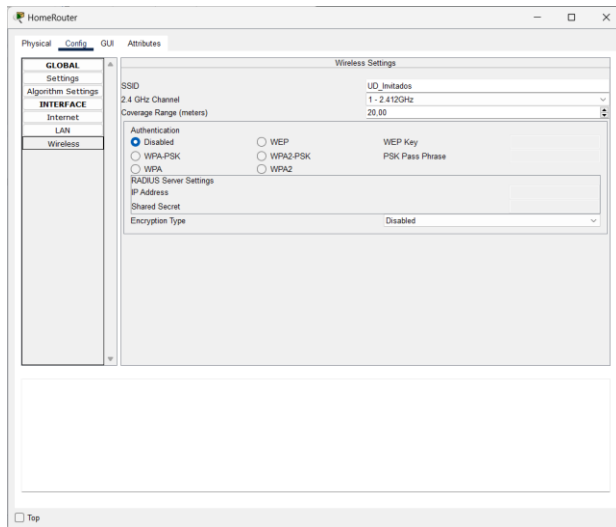 HomeRouter
Physical Config GUI Attributes
GLOBAL
Settings
Algorithm Settings
INTERFACE
Internet
LAN
Wireless
Wireless Settings
SSID UD_Invitados
2.4 GHz Channel 1 - 2.412GHz
Coverage Range (meters) 20,00
Authentication
Disabled WEP WEP Key
WPA-PSK WPA2-PSK PSK Pass Phrase
WPA WPA2
RADIUS Server Settings
IP Address
Shared Secret
Encryption Type Disabled
Top